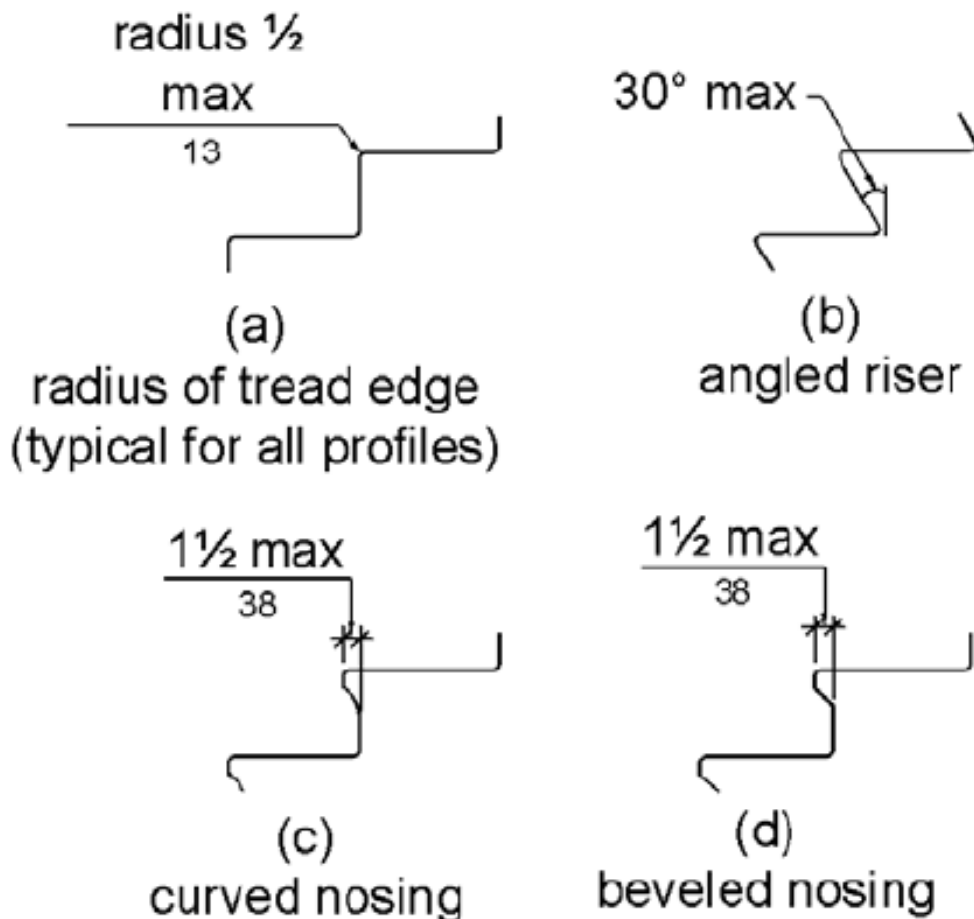 radius ½
max
13
(a)
radius of tread edge
(typical for all profiles)
30° max
(b)
angled riser
1½ max
38
(c)
curved nosing
1½ max
38
(d)
beveled nosing